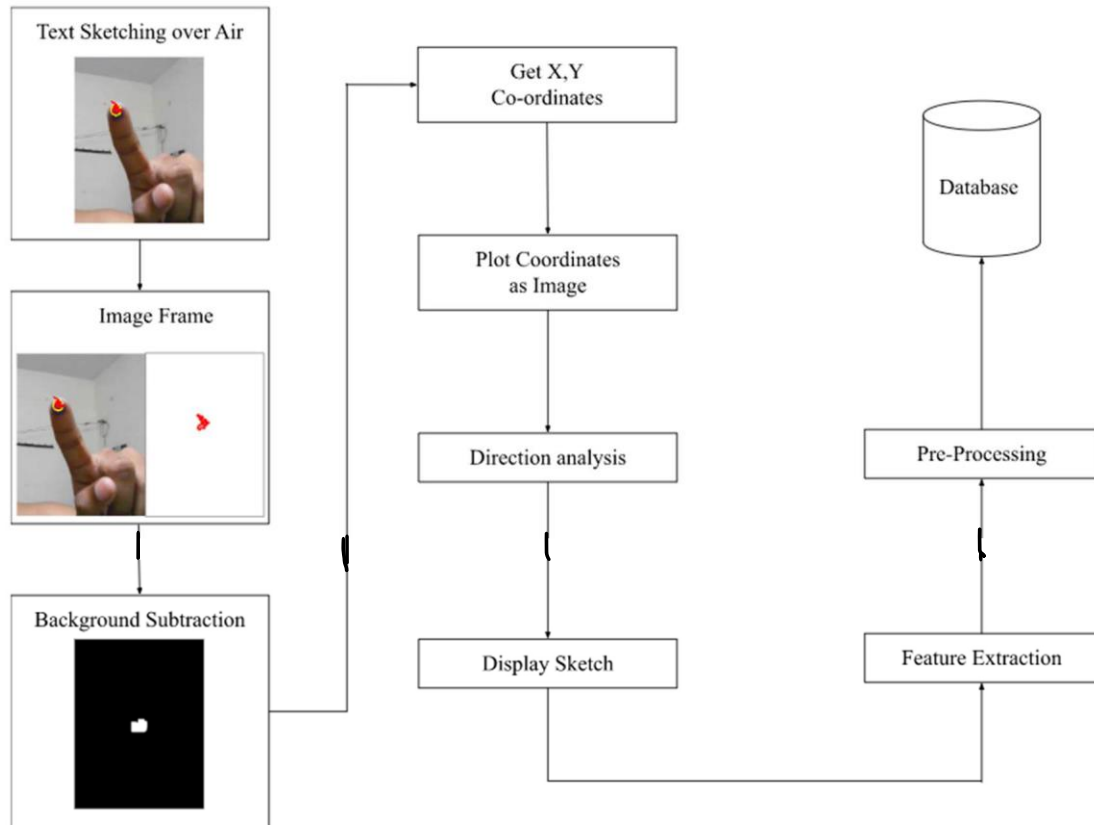 Text Sketching over Air
Image Frame
Background Subtraction
Get X,Y
Co-ordinates
Plot Coordinates
as Image
Direction analysis
Display Sketch
Feature Extraction
Pre-Processing
Database